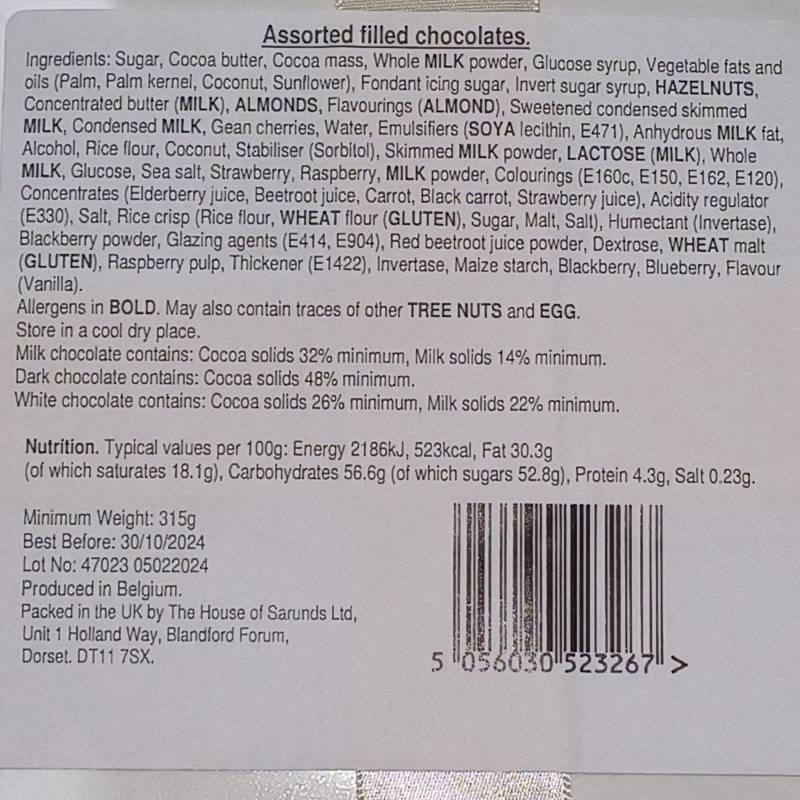 Assorted filled chocolates.
Ingredients: Sugar, Cocoa butter, Cocoa mass, Whole MILK powder, Glucose syrup, Vegetable fats and
oils (Palm, Palm kernel, Coconut, Sunflower), Fondant icing sugar, Invert sugar syrup, HAZELNUTS,
Concentrated butter (MILK), ALMONDS, Flavourings (ALMOND), Sweetened condensed skimmed
MILK, Condensed MILK, Gean cherries, Water, Emulsifiers (SOYA lecithin, E471), Anhydrous MILK fat,
Alcohol, Rice flour, Coconut, Stabiliser (Sorbitol), Skimmed MILK powder, LACTOSE (MILK), Whole
MILK, Glucose, Sea salt, Strawberry, Raspberry, MILK powder, Colourings (E160c, E150, E162, E120),
Concentrates (Elderberry juice, Beetroot juice, Carrot, Black carrot, Strawberry juice), Acidity regulator
(E330), Salt, Rice crisp (Rice flour, WHEAT flour (GLUTEN), Sugar, Malt, Salt), Humectant (Invertase),
Blackberry powder, Glazing agents (E414, E904), Red beetroot juice powder, Dextrose, WHEAT malt
(GLUTEN), Raspberry pulp, Thickener (E1422), Invertase, Maize starch, Blackberry, Blueberry, Flavour
(Vanilla).
Allergens in BOLD. May also contain traces of other TREE NUTS and EGG.
Store in a cool dry place.
Milk chocolate contains: Cocoa solids 32% minimum, Milk solids 14% minimum.
Dark chocolate contains: Cocoa solids 48% minimum.
White chocolate contains: Cocoa solids 26% minimum, Milk solids 22% minimum.
Nutrition. Typical values per 100g: Energy 2186kJ, 523kcal, Fat 30.3g
(of which saturates 18.1g), Carbohydrates 56.6g (of which sugars 52.8g), Protein 4.3g, Salt 0.23g.
Minimum Weight: 315g
Best Before: 30/10/2024
Lot No: 47023 05022024
Produced in Belgium.
Packed in the UK by The House of Sarunds Ltd,
Unit 1 Holland Way, Blandford Forum,
Dorset. DT11 7SX.
5 056030 523267 >